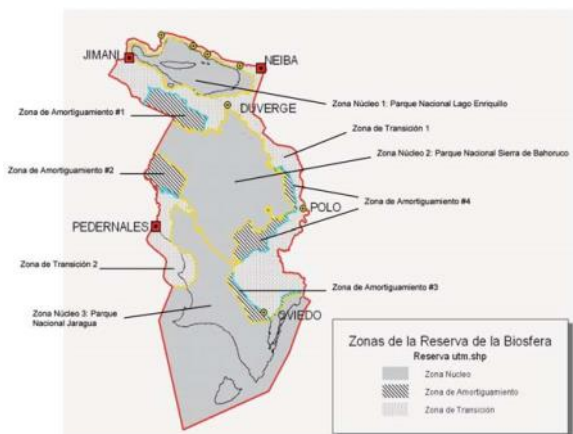 JIMANI
NEIBA
Zona Núcleo 1: Parque Nacional Lago Enriquillo
Zona de Amortiguamiento #1
DUVERGE
Zona de Transición 1
Zona Núcleo 2: Parque Nacional Sierra de Bahoruco
Zona de Amortiguamiento #2
Zona de Amortiguamiento #4
POLO
PEDERNALES
Zona de Transición 2
Zona de Amortiguamiento #3
Zona Núcleo 3: Parque
Nacional Jaragua
OVIEDO
Zonas de la Reserva de la Biosfera
Reserva utm.shp
Zona Nucleo
Zona de Amortiguamiento
Zona de Transición